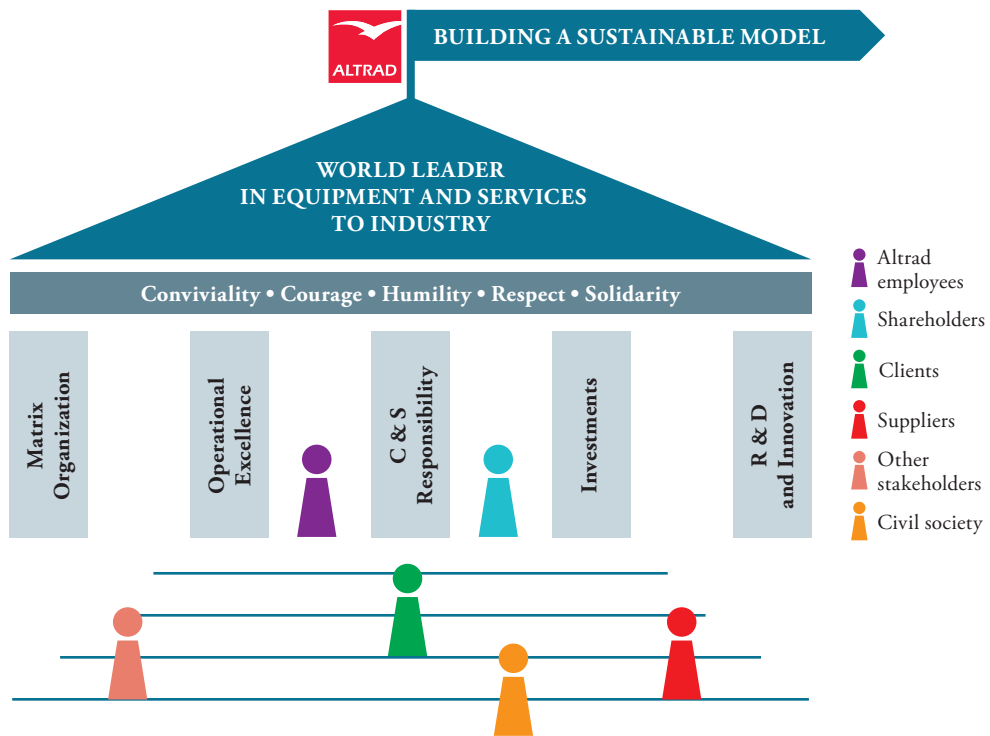 ALTRAD
BUILDING A SUSTAINABLE MODEL
WORLD LEADER
IN EQUIPMENT AND SERVICES
TO INDUSTRY
Conviviality • Courage • Humility • Respect • Solidarity
Matrix
Organization
Operational
Excellence
C & S
Responsibility
Investments
R & D
and Innovation
Altrad
employees
Shareholders
Clients
Suppliers
Other
stakeholders
Civil society